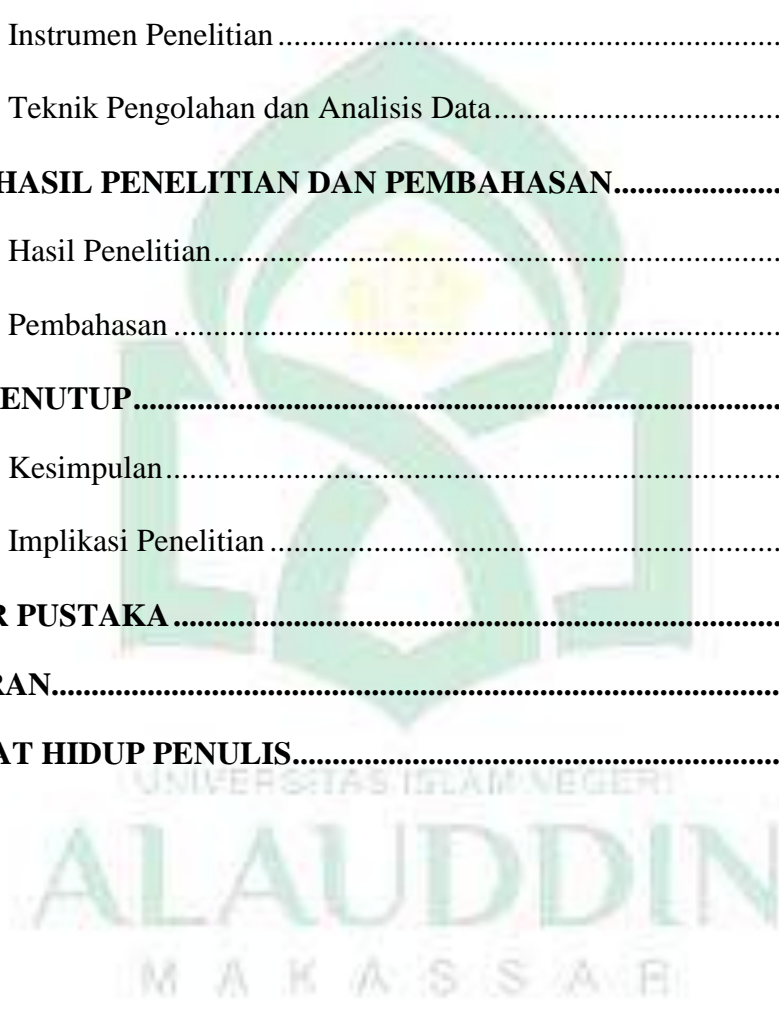 Instrumen Penelitian ............................................................
Teknik Pengolahan dan Analisis Data ..................................
HASIL PENELITIAN DAN PEMBAHASAN.....................
Hasil Penelitian......................................................................
Pembahasan ...........................................................................
ENUTUP................................................................................
Kesimpulan............................................................................
Implikasi Penelitian ..............................................................
R PUSTAKA .........................................................................
RAN.......................................................................................
AT HIDUP PENULIS...........................................................
UNIVERSITAS ISLAM NEGERI
ALAUDDIN
MAKASSAR